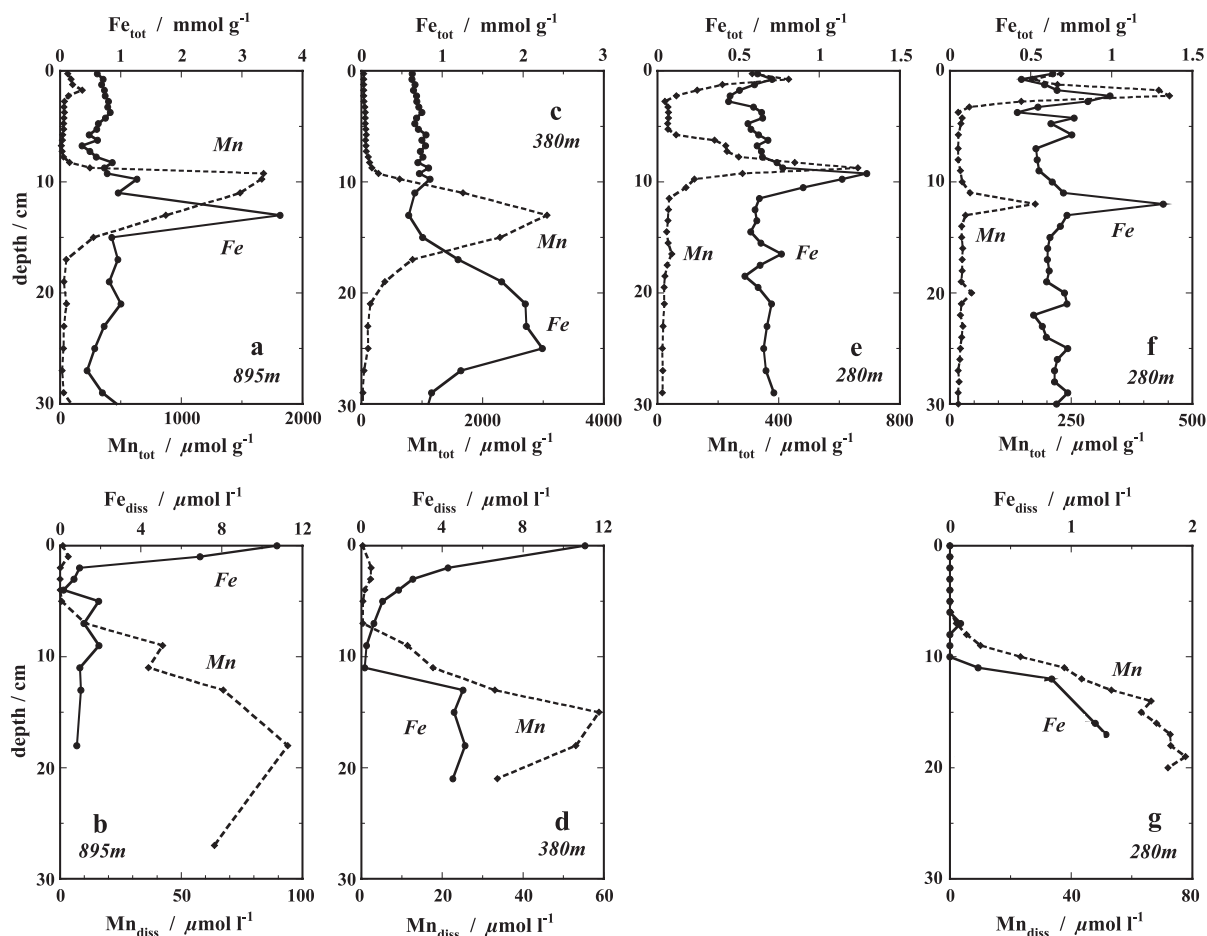 Fe_tot / mmol g^-1 Fe_tot / mmol g^-1 Fe_tot / mmol g^-1 Fe_tot / mmol g^-1
0 1 2 3 4 0 1 2 3 0 0.5 1 1.5 0 0.5 1 1.5
0
10
20
30
depth / cm
Mn
Fe
a
895m
c
380m
Mn
Fe
Mn
Fe
e
280m
Mn
Fe
f
280m
0 1000 2000 0 2000 4000 0 400 800 0 250 500
Mn_tot / μmol g^-1 Mn_tot / μmol g^-1 Mn_tot / μmol g^-1 Mn_tot / μmol g^-1
Fe_diss / μmol l^-1 Fe_diss / μmol l^-1 Fe_diss / μmol l^-1
0 4 8 12 0 4 8 12 0 1 2
0 0
10 10
20 20
30 30
depth / cm
Fe
Mn
b
895m
Fe
Mn
d
380m
Mn
Fe
g
280m
0 50 100 0 20 40 60 0 40 80
Mn_diss / μmol l^-1 Mn_diss / μmol l^-1 Mn_diss / μmol l^-1